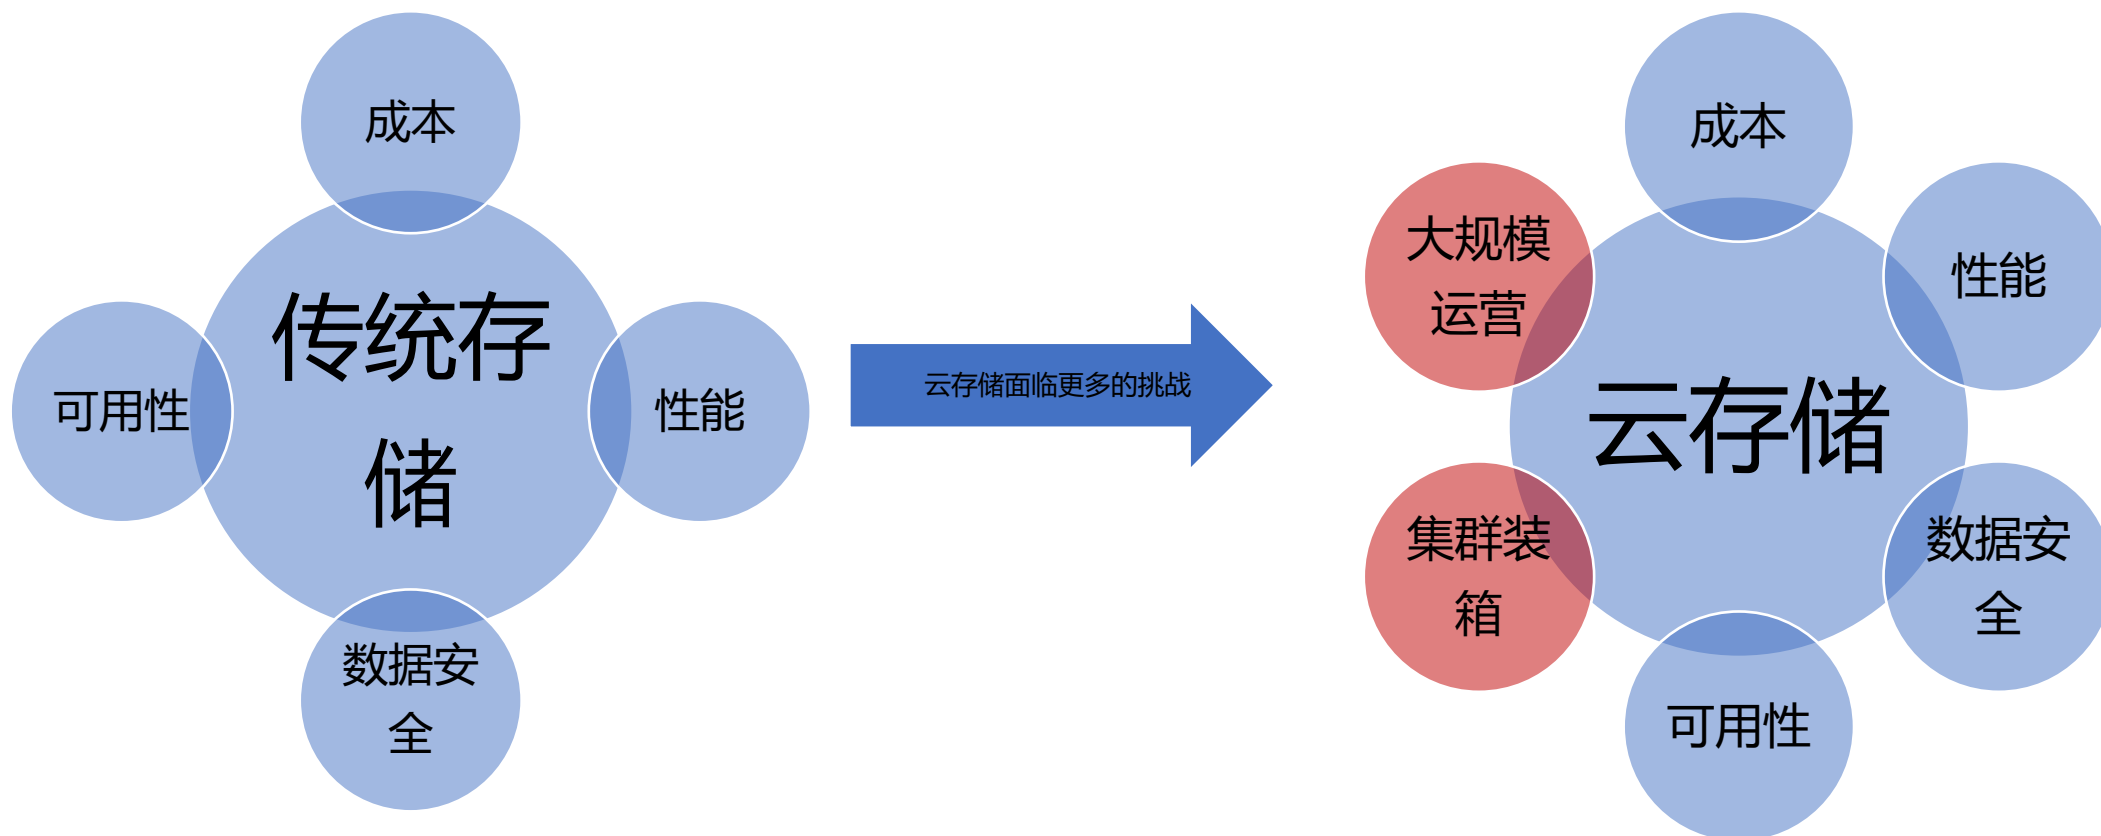 成本
传统存
储
可用性
性能
数据安
全
云存储面临更多的挑战
成本
大规模
运营
性能
云存储
集群装
箱
数据安
全
可用性